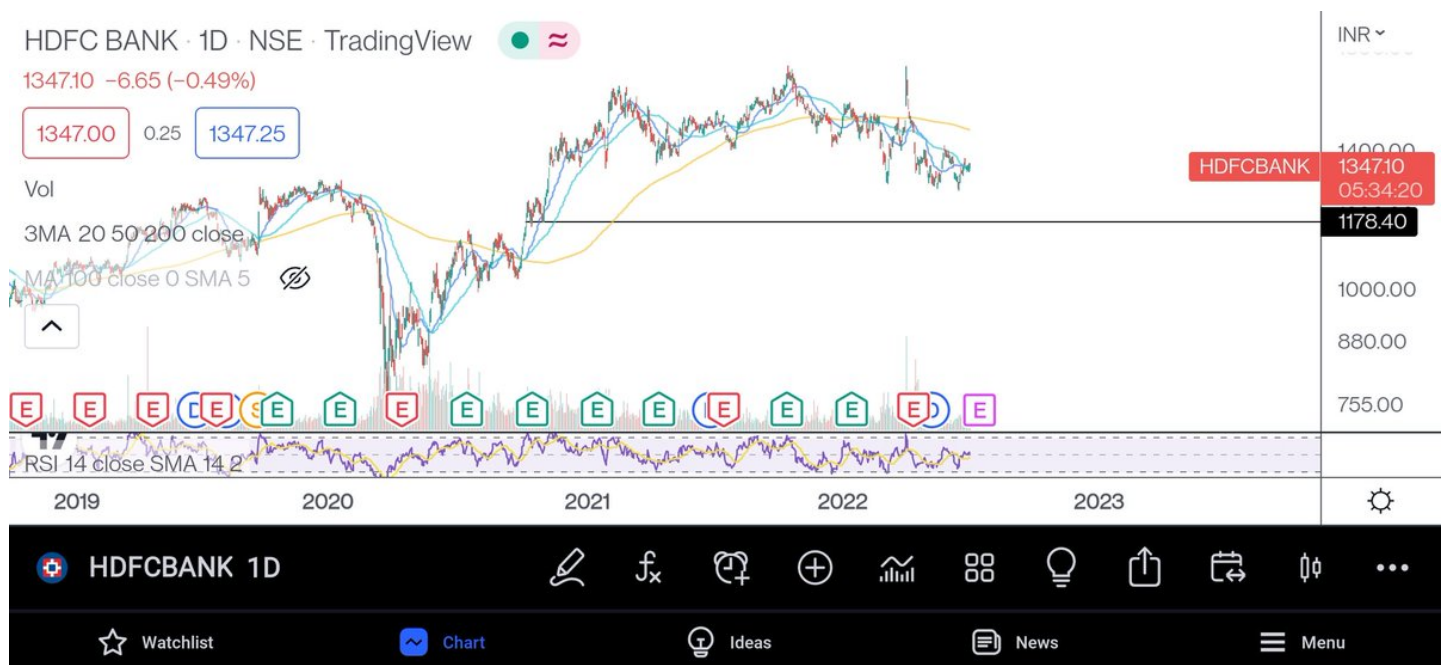 HDFC BANK · 1D · NSE · TradingView
INR
1347.10 −6.65 (−0.49%)
1347.00 0.25 1347.25
Vol
3MA 20 50 200 close
MA 100 close 0 SMA 5
1400.00
HDFCBANK 1347.10
05:34:20
1178.40
1000.00
880.00
755.00
E E E D E S E E E E E E E E E E E D E
RSI 14 close SMA 14 2
2019 2020 2021 2022 2023
HDFCBANK 1D
Watchlist Chart Ideas News Menu